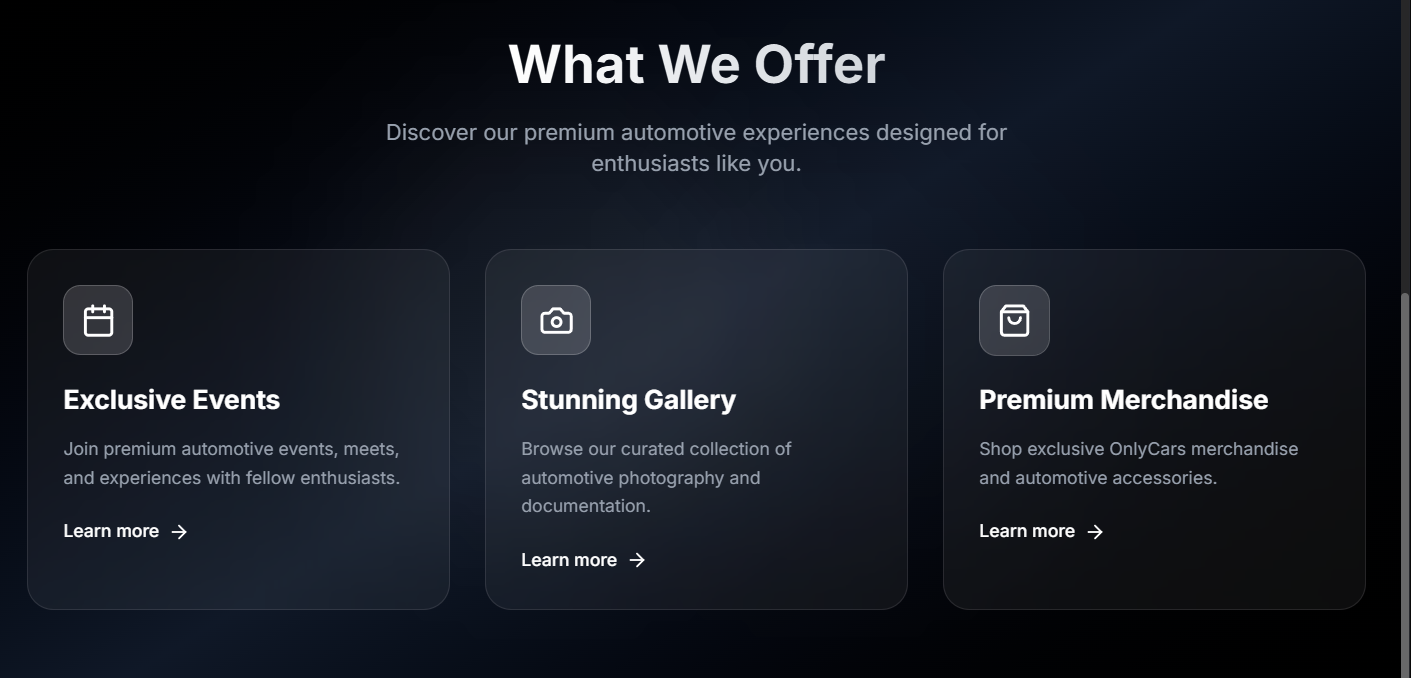 What We Offer
Discover our premium automotive experiences designed for
enthusiasts like you.
Exclusive Events
Join premium automotive events, meets,
and experiences with fellow enthusiasts.
Learn more →
Stunning Gallery
Browse our curated collection of
automotive photography and
documentation.
Learn more →
Premium Merchandise
Shop exclusive OnlyCars merchandise
and automotive accessories.
Learn more →